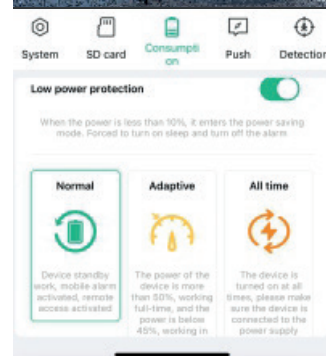 System SD card Consumpti
on Push Detection
Low power protection
When the power is less than 10%, it enters the power saving
mode. Forced to turn on sleep and turn off the alarm
Normal
Device standby
work, mobile alarm
activated, remote
access activated
Adaptive
The power of the
device is more
than 50%, working
full-time, and the
power is below
45%, working in
All time
The device is
turned on at all
times, please make
sure the device is
connected to the
power supply